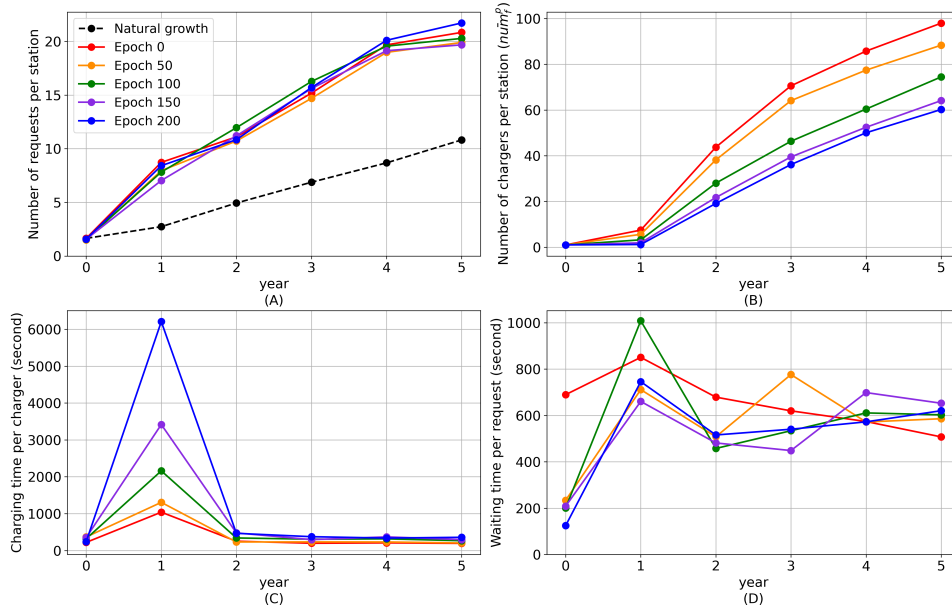 Number of requests per station
20
15
10
5
0
Natural growth
Epoch 0
Epoch 50
Epoch 100
Epoch 150
Epoch 200
0 1 2 3 4 5
year
(A)
Number of chargers per station
100
80
60
40
20
0
0 1 2 3 4 5
year
(B)
Charging time per charger (second)
6000
5000
4000
3000
2000
1000
0
0 1 2 3 4 5
year
(C)
Waiting time per request (second)
1000
800
600
400
200
0
0 1 2 3 4 5
year
(D)